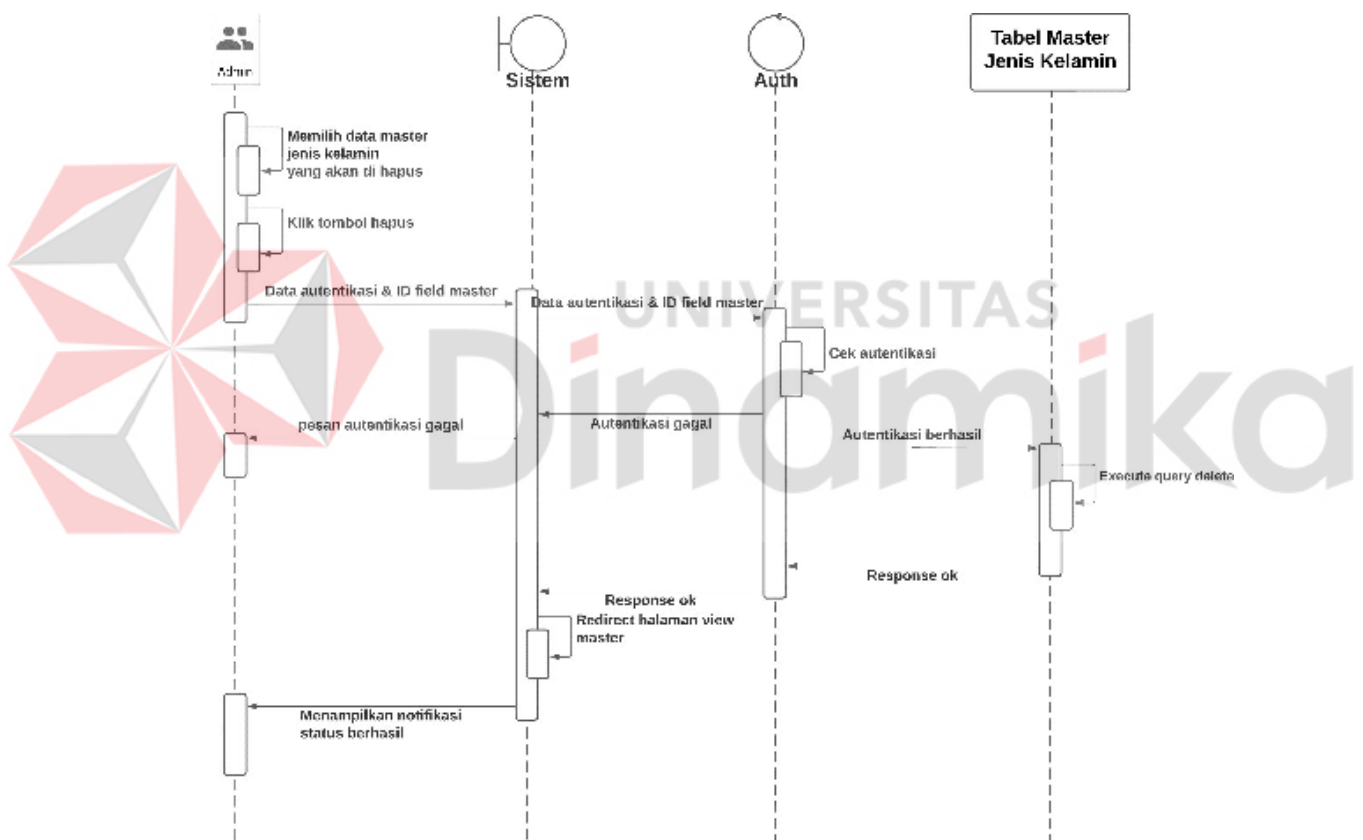 Admin
Sistem
Auth
Tabel Master
Jenis Kelamin
Memilih data master
jenis kelamin
yang akan di hapus
Klik tombol hapus
Data autentikasi & ID field master
Data autentikasi & ID field master
UNIVERSITAS
Dinamika
Cek autentikasi
pesan autentikasi gagal
Autentikasi gagal
Autentikasi berhasil
Execute query delete
Response ok
Response ok
Redirect halaman view
master
Menampilkan notifikasi
status berhasil